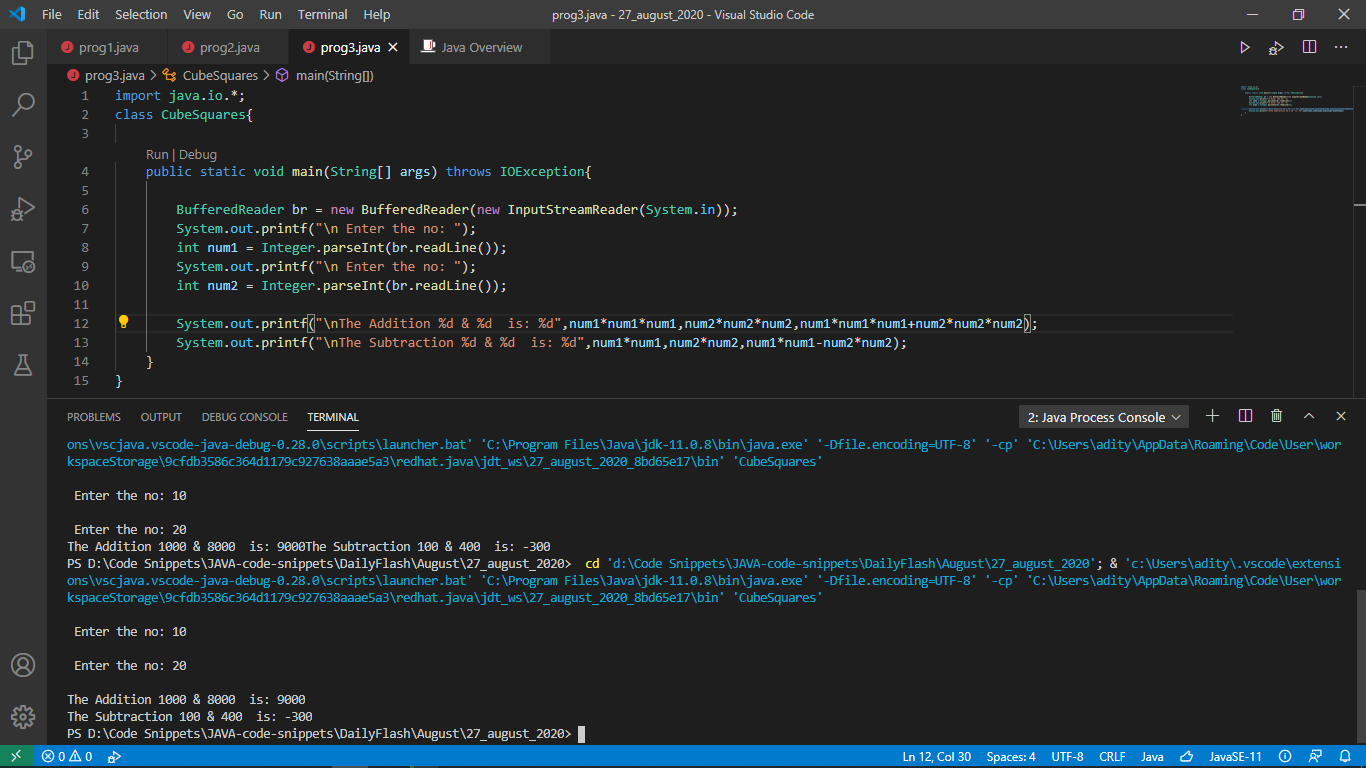 File Edit Selection View Go Run Terminal Help prog3.java - 27_august_2020 - Visual Studio Code
prog1.java prog2.java prog3.java Java Overview
prog3.java > CubeSquares > main(String[])
1 import java.io.*;
2 class CubeSquares{
3
Run | Debug
4 public static void main(String[] args) throws IOException{
5
6 BufferedReader br = new BufferedReader(new InputStreamReader(System.in));
7 System.out.printf("\n Enter the no: ");
8 int num1 = Integer.parseInt(br.readLine());
9 System.out.printf("\n Enter the no: ");
10 int num2 = Integer.parseInt(br.readLine());
11
12 System.out.printf("\nThe Addition %d & %d  is: %d",num1*num1*num1,num2*num2*num2,num1*num1*num1+num2*num2*num2);
13 System.out.printf("\nThe Subtraction %d & %d  is: %d",num1*num1,num2*num2,num1*num1-num2*num2);
14 }
15 }
PROBLEMS OUTPUT DEBUG CONSOLE TERMINAL 2: Java Process Console
ons\vscjava.vscode-java-debug-0.28.0\scripts\launcher.bat' 'C:\Program Files\Java\jdk-11.0.8\bin\java.exe' '-Dfile.encoding=UTF-8' '-cp' 'C:\Users\adity\AppData\Roaming\Code\User\wor
kspaceStorage\9cfdb3586c364d1179c927638aaae5a3\redhat.java\jdt_ws\27_august_2020_8bd65e17\bin' 'CubeSquares'
Enter the no: 10
Enter the no: 20
The Addition 1000 & 8000  is: 9000The Subtraction 100 & 400  is: -300
PS D:\Code Snippets\JAVA-code-snippets\DailyFlash\August\27_august_2020>  cd 'd:\Code Snippets\JAVA-code-snippets\DailyFlash\August\27_august_2020'; & 'c:\Users\adity\.vscode\extensi
ons\vscjava.vscode-java-debug-0.28.0\scripts\launcher.bat' 'C:\Program Files\Java\jdk-11.0.8\bin\java.exe' '-Dfile.encoding=UTF-8' '-cp' 'C:\Users\adity\AppData\Roaming\Code\User\wor
kspaceStorage\9cfdb3586c364d1179c927638aaae5a3\redhat.java\jdt_ws\27_august_2020_8bd65e17\bin' 'CubeSquares'
Enter the no: 10
Enter the no: 20
The Addition 1000 & 8000  is: 9000
The Subtraction 100 & 400  is: -300
PS D:\Code Snippets\JAVA-code-snippets\DailyFlash\August\27_august_2020>
0 0 Ln 12, Col 30 Spaces: 4 UTF-8 CRLF Java JavaSE-11